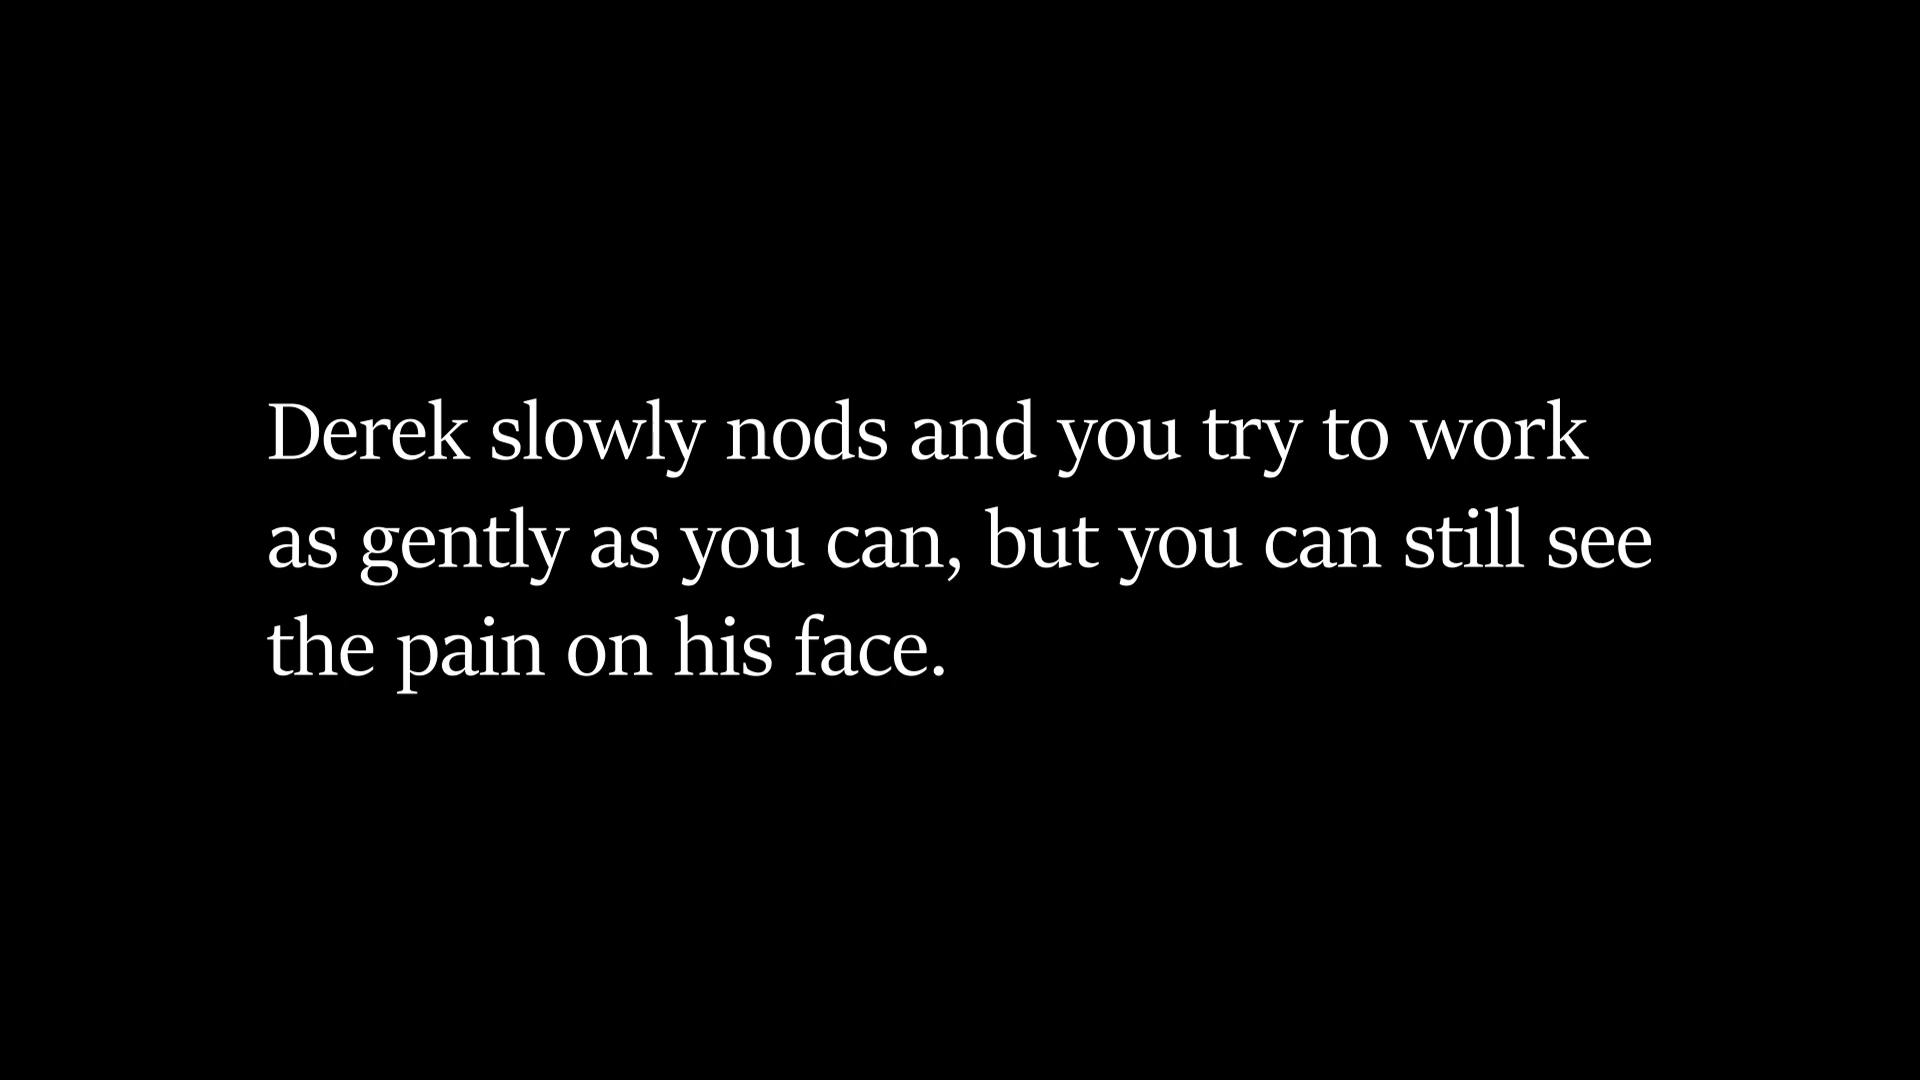 Derek slowly nods and you try to work
as gently as you can, but you can still see
the pain on his face.